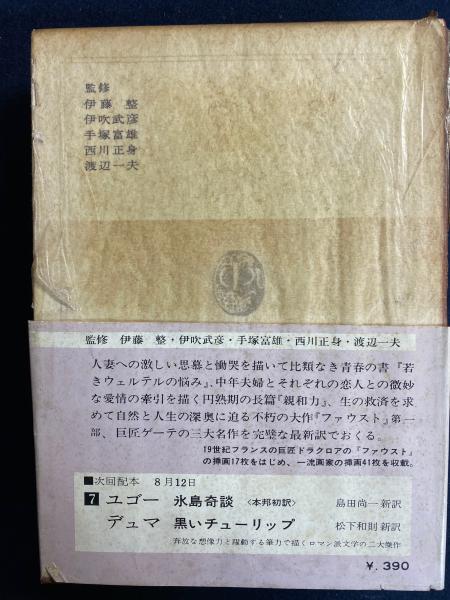 監修
伊藤 整
伊吹武彦
手塚富雄
西川正身
渡辺一夫
監修 伊藤 整・伊吹武彦・手塚富雄・西川正身・渡辺一夫
人妻への激しい思慕と慟哭を描いて比類なき青春の書『若
きウェルテルの悩み』、中年夫婦とそれぞれの恋人との微妙
な愛情の牽引を描く円熟期の長篇『親和力』、生の救済を求
めて自然と人生の深奥に迫る不朽の大作『ファウスト』第一
部、巨匠ゲーテの三大名作を完璧な最新訳でおくる。
19世紀フランスの巨匠ドラクロアの『ファウスト』
の挿画17枚をはじめ、一流画家の挿画41枚を収載。
■次回配本 8月12日
7 ユゴー 氷島奇談 〈本邦初訳〉 島田尚一新訳
デュマ 黒いチューリップ 松下和則新訳
奔放な想像力と躍動する筆力で描くロマン派文学の二大傑作
¥. 390